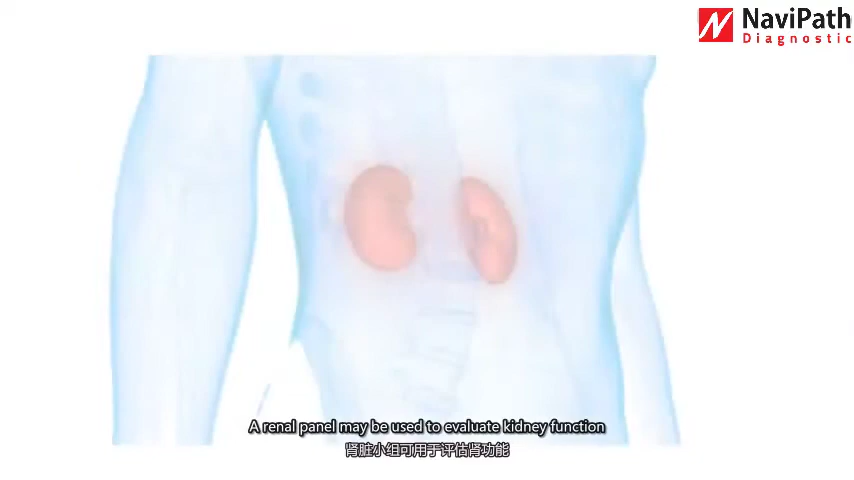 NaviPath
Diagnostic
A renal panel may be used to evaluate kidney function
肾脏小组可用于评估肾功能